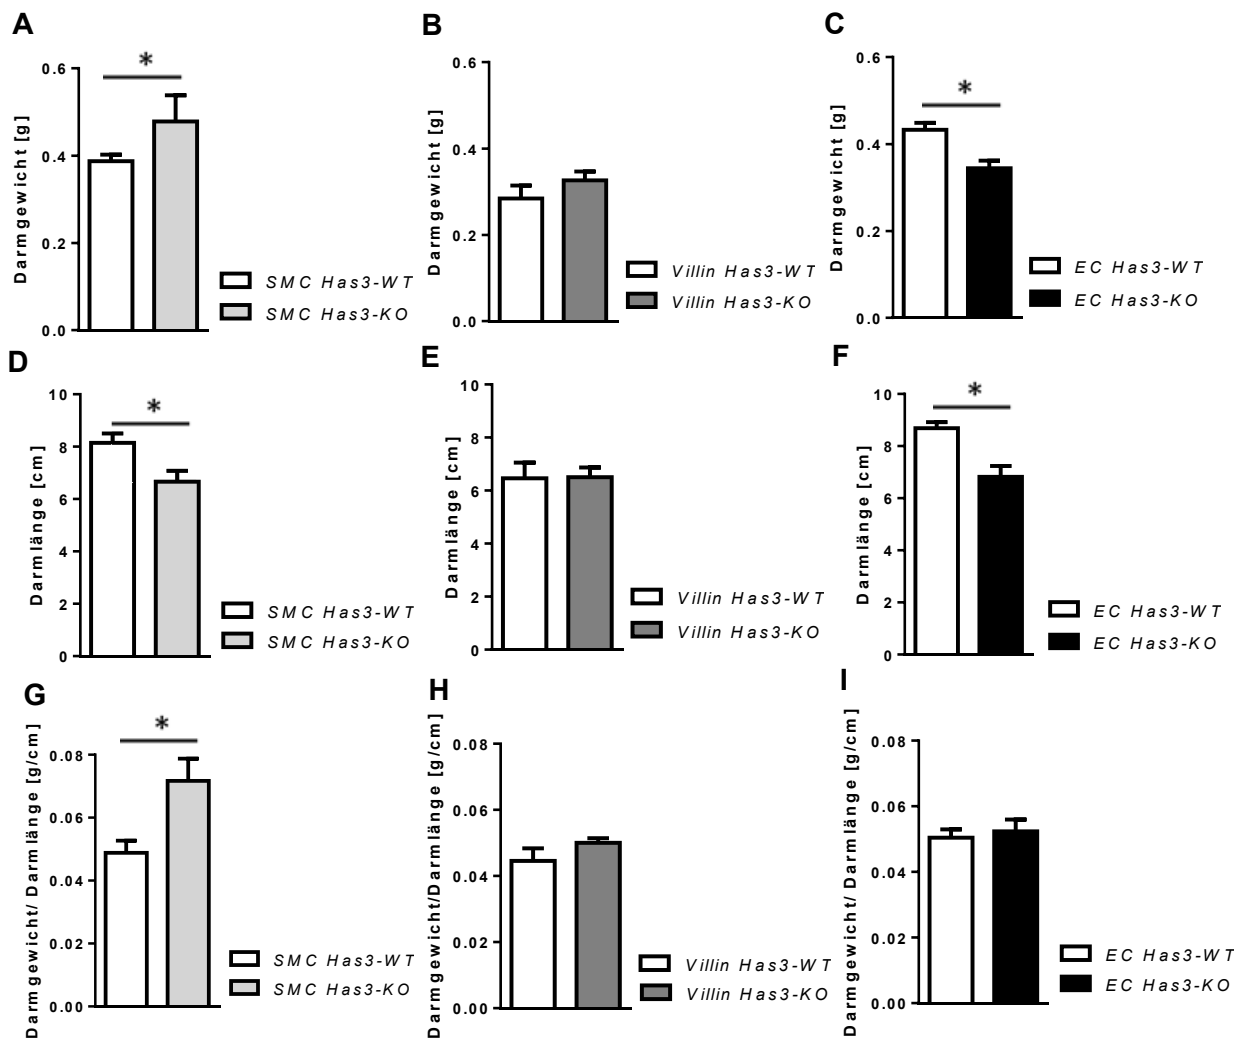 A
Darmgewicht [g]
0.6
0.4
0.2
0.0
*
SMC Has3-WT
SMC Has3-KO
B
Darmgewicht [g]
0.6
0.4
0.2
0.0
Villin Has3-WT
Villin Has3-KO
C
Darmgewicht [g]
0.6
0.4
0.2
0.0
*
EC Has3-WT
EC Has3-KO
D
Darmlänge [cm]
10
8
6
4
2
0
*
SMC Has3-WT
SMC Has3-KO
E
Darmlänge [cm]
10
8
6
4
2
0
Villin Has3-WT
Villin Has3-KO
F
Darmlänge [cm]
10
8
6
4
2
0
*
EC Has3-WT
EC Has3-KO
G
Darmgewicht/ Darmlänge [g/cm]
0.08
0.06
0.04
0.02
0.00
*
SMC Has3-WT
SMC Has3-KO
H
Darmgewicht/Darmlänge [g/cm]
0.08
0.06
0.04
0.02
0.00
Villin Has3-WT
Villin Has3-KO
I
Darmgewicht/ Darmlänge [g/cm]
0.08
0.06
0.04
0.02
0.00
EC Has3-WT
EC Has3-KO